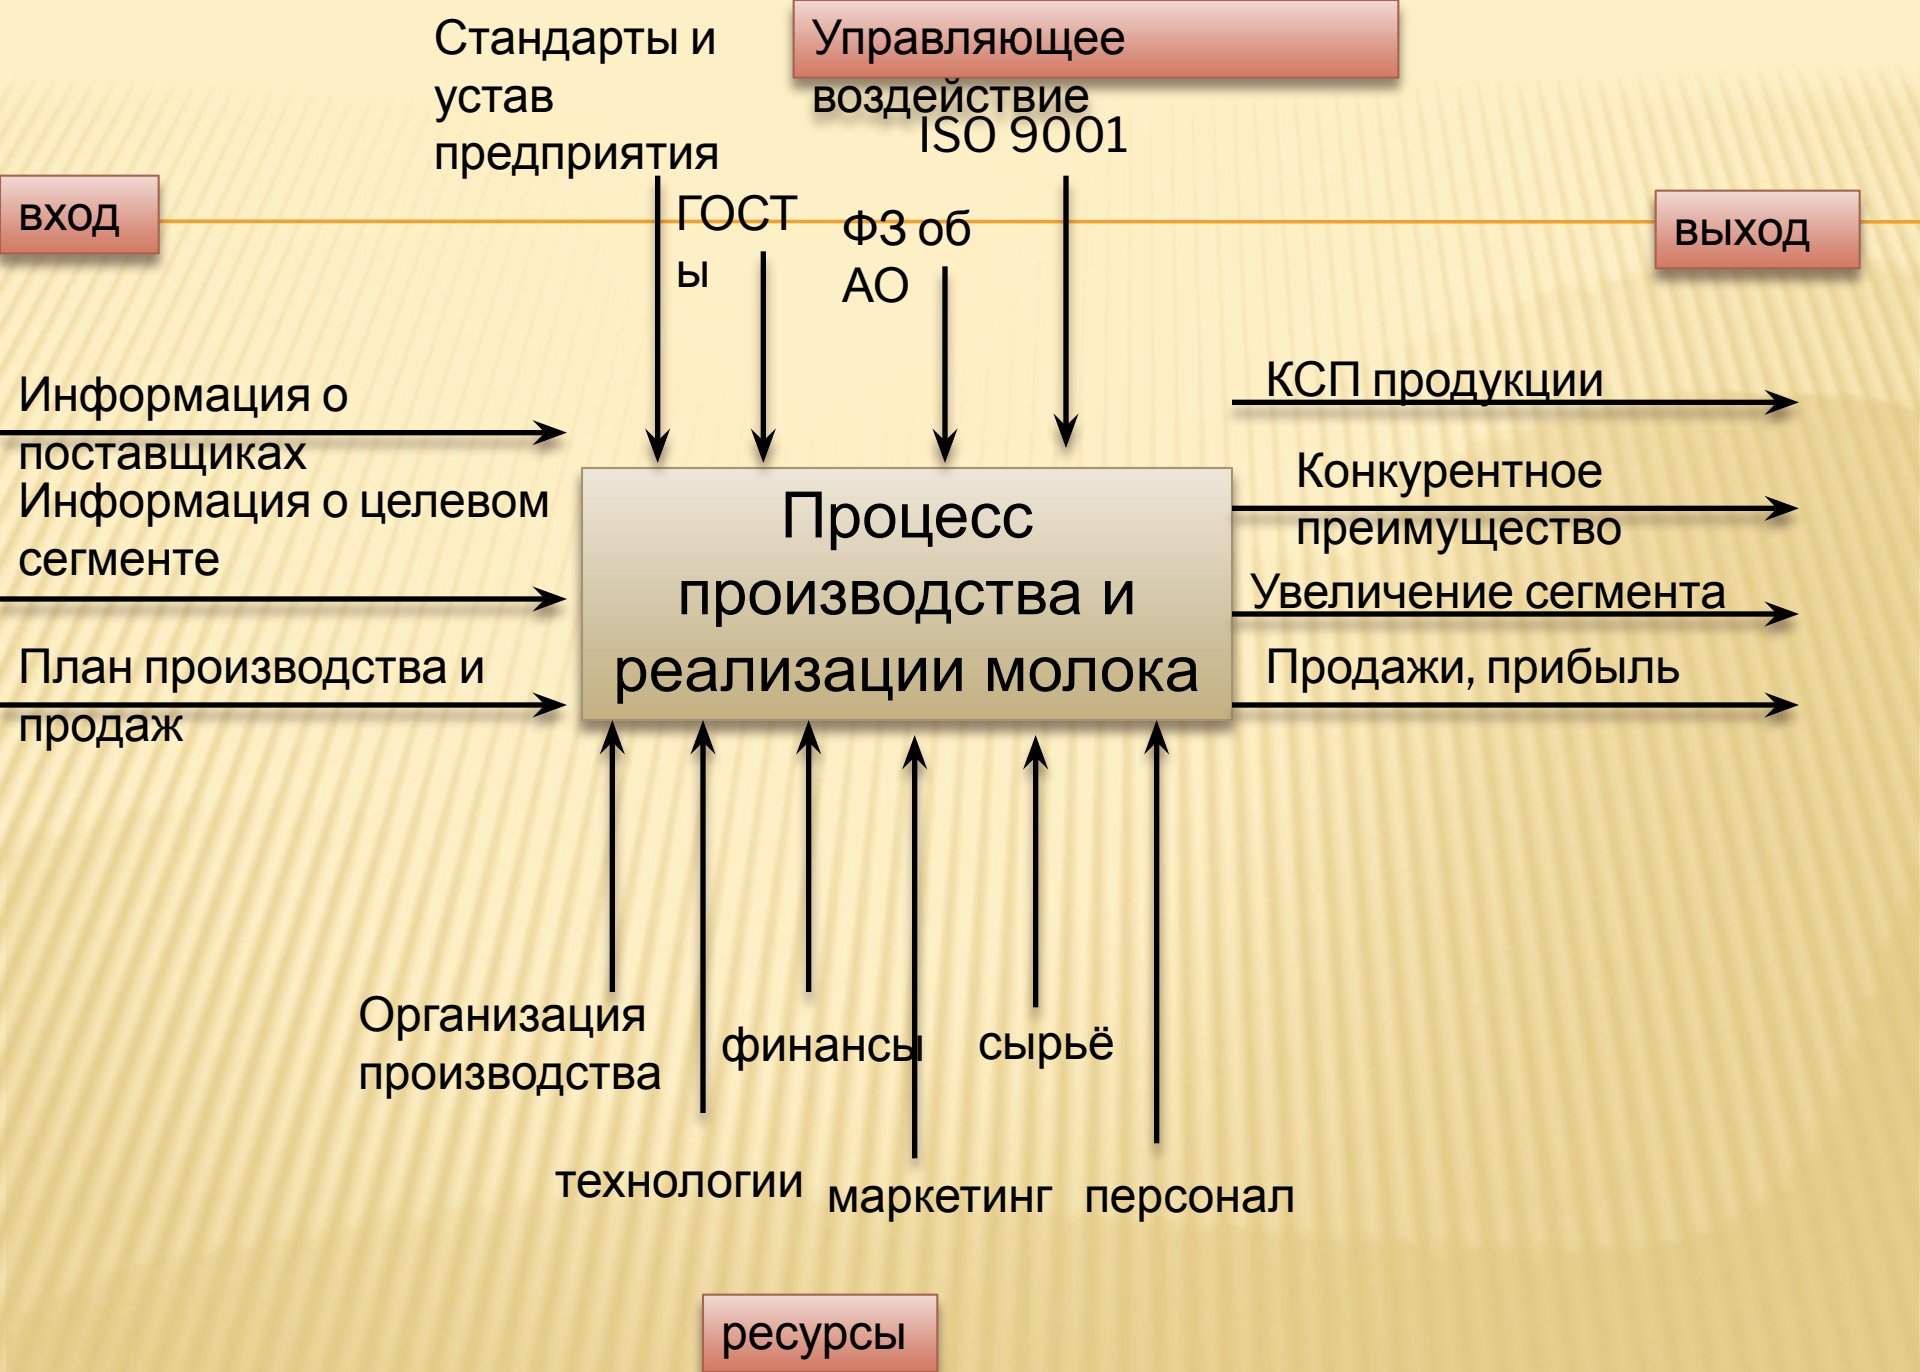 Стандарты и
устав
предприятия
Управляющее
воздействие
ISO 9001
вход
ГОСТ
ы
ФЗ об
АО
выход
Информация о
поставщиках
Информация о целевом
сегменте
План производства и
продаж
Процесс
производства и
реализации молока
КСП продукции
Конкурентное
преимущество
Увеличение сегмента
Продажи, прибыль
Организация
производства
финансы
сырьё
технологии
маркетинг
персонал
ресурсы